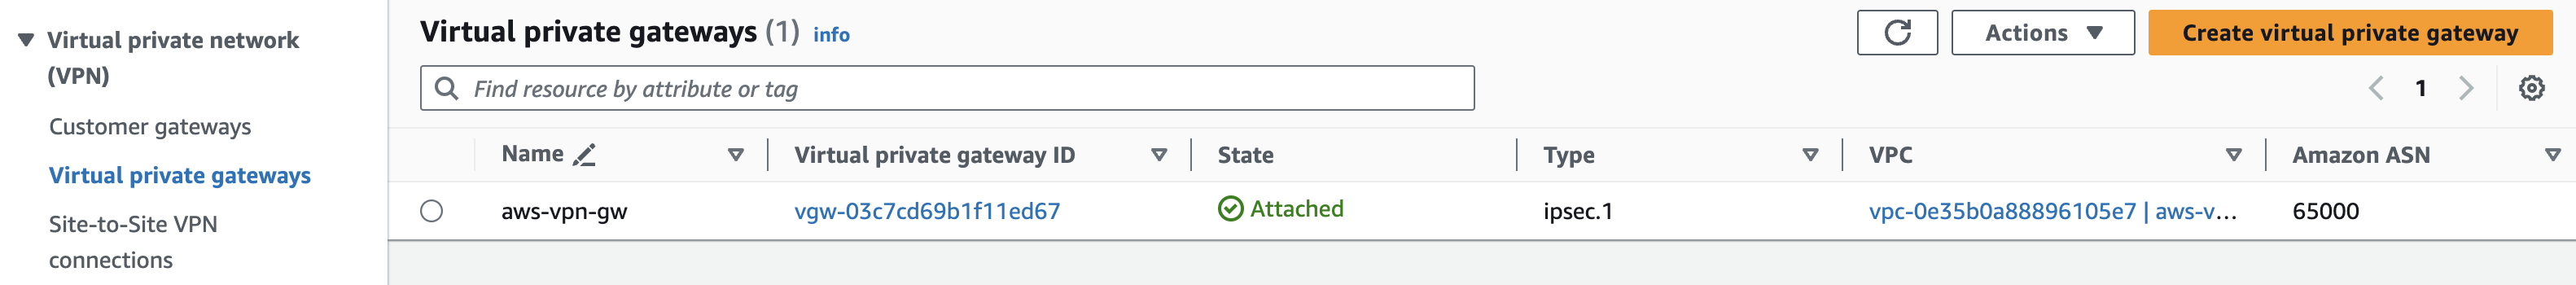 Virtual private network
(VPN)
Customer gateways
Virtual private gateways
Site-to-Site VPN
connections
Virtual private gateways (1) info
Actions
Create virtual private gateway
Find resource by attribute or tag
1
Name Virtual private gateway ID State Type VPC Amazon ASN
aws-vpn-gw vgw-03c7cd69b1f11ed67 Attached ipsec.1 vpc-0e35b0a88896105e7 | aws-v... 65000